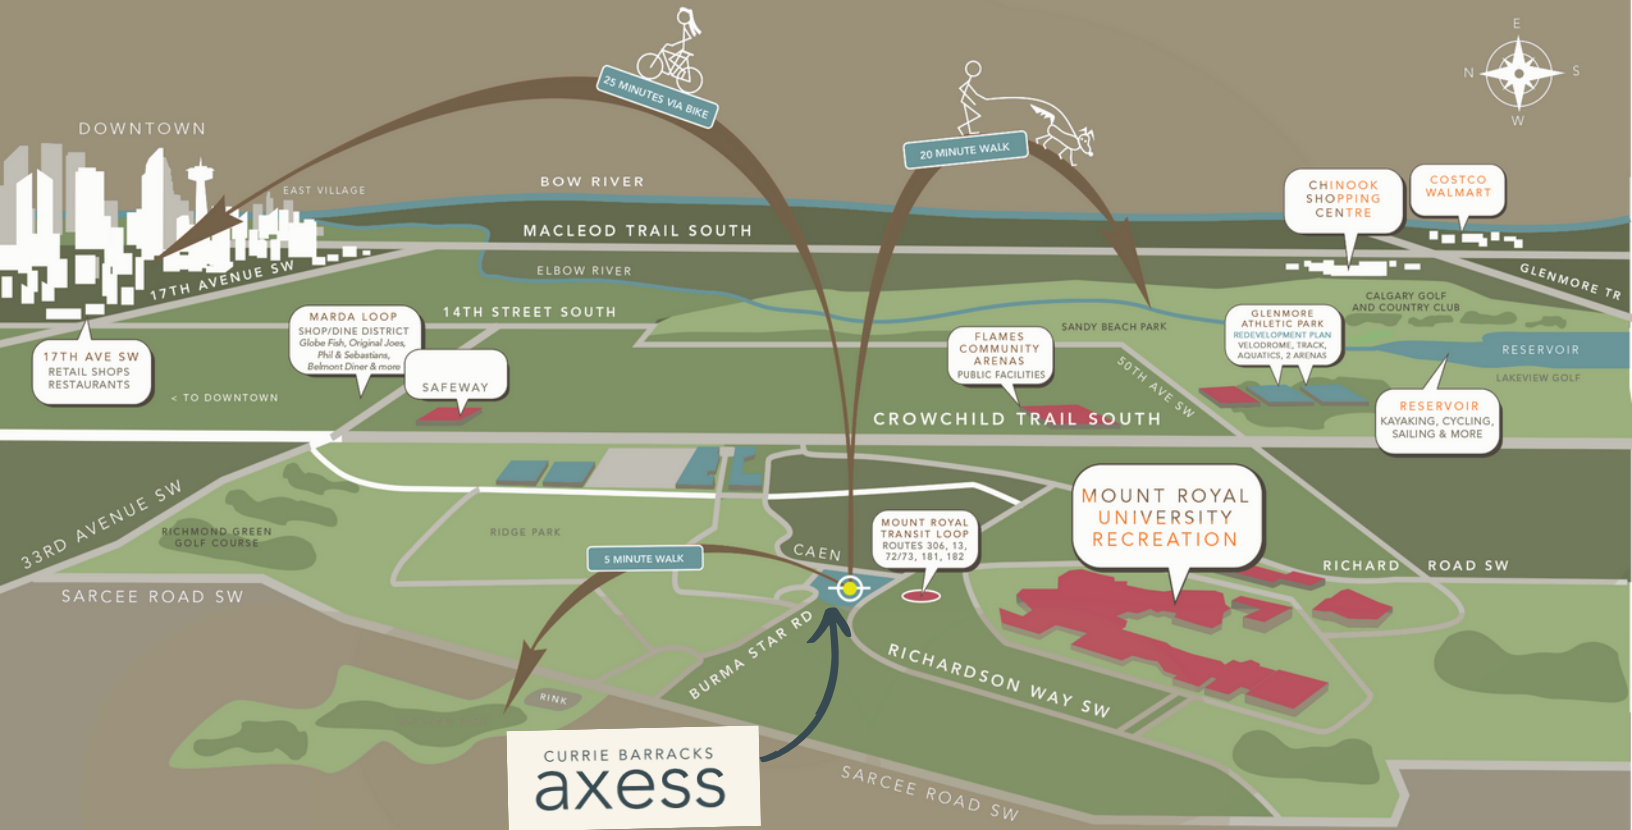 E
N
S
W
25 MINUTES VIA BIKE
20 MINUTE WALK
DOWNTOWN
EAST VILLAGE
BOW RIVER
CHINOOK
SHOPPING
CENTRE
COSTCO
WALMART
MACLEOD TRAIL SOUTH
17TH AVENUE SW
ELBOW RIVER
GLENMORE TR
14TH STREET SOUTH
CALGARY GOLF
AND COUNTRY CLUB
MARDA LOOP
SHOP/DINE DISTRICT
Globe Fish, Original Joes,
Phil & Sebastians,
Belmont Diner & more
SANDY BEACH PARK
GLENMORE
ATHLETIC PARK
REDEVELOPMENT PLAN
VELODROME, TRACK,
AQUATICS, 2 ARENAS
17TH AVE SW
RETAIL SHOPS
RESTAURANTS
FLAMES
COMMUNITY
ARENAS
PUBLIC FACILITIES
RESERVOIR
LAKEVIEW GOLF
50TH AVE SW
SAFEWAY
< TO DOWNTOWN
CROWCHILD TRAIL SOUTH
RESERVOIR
KAYAKING, CYCLING,
SAILING & MORE
33RD AVENUE SW
RICHMOND GREEN
GOLF COURSE
RIDGE PARK
MOUNT ROYAL
UNIVERSITY
RECREATION
MOUNT ROYAL
TRANSIT LOOP
ROUTES 306, 13,
72/73, 181, 182
CAEN
5 MINUTE WALK
RICHARD ROAD SW
SARCEE ROAD SW
BURMA STAR RD
RICHARDSON WAY SW
RINK
CURRIE BARRACKS
axess
SARCEE ROAD SW